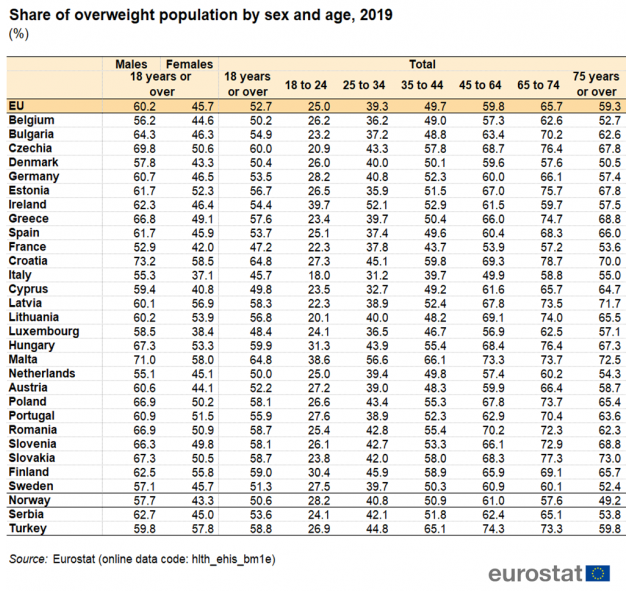 Share of overweight population by sex and age, 2019
(%)
Males Females Total
18 years or over 18 years or over 18 to 24 25 to 34 35 to 44 45 to 64 65 to 74 75 years or over
EU 60.2 45.7 52.7 25.0 39.3 49.7 59.8 65.7 59.3
Belgium 56.2 44.6 50.2 26.2 36.2 49.0 57.3 62.6 52.7
Bulgaria 64.3 46.3 54.9 23.2 37.2 48.8 63.4 70.2 62.6
Czechia 69.8 50.6 60.0 20.9 43.3 57.8 68.7 76.4 67.8
Denmark 57.8 43.3 50.4 26.0 40.0 50.1 59.6 57.6 50.5
Germany 60.7 46.5 53.5 28.2 40.8 52.3 60.0 66.1 57.4
Estonia 61.7 52.3 56.7 26.5 35.9 51.5 67.0 75.7 67.8
Ireland 62.3 46.4 54.4 39.7 52.1 52.9 61.5 59.7 57.5
Greece 66.8 49.1 57.6 23.4 39.7 50.4 66.0 74.7 68.8
Spain 61.7 45.9 53.7 25.1 37.4 49.6 60.4 68.3 66.0
France 52.9 42.0 47.2 22.3 37.8 43.7 53.9 57.2 53.6
Croatia 73.2 58.5 64.8 27.3 45.1 59.8 69.3 78.7 70.0
Italy 55.3 37.1 45.7 18.0 31.2 39.7 49.9 58.8 55.0
Cyprus 59.4 40.8 49.8 23.5 32.7 49.2 61.6 65.7 64.7
Latvia 60.1 56.9 58.3 22.3 38.9 52.4 67.8 73.5 71.7
Lithuania 60.2 53.9 56.8 20.1 40.0 48.2 69.1 74.0 65.5
Luxembourg 58.5 38.4 48.4 24.1 36.5 46.7 56.9 62.5 57.1
Hungary 67.3 53.3 59.9 31.3 43.9 55.4 68.4 76.4 67.3
Malta 71.0 58.0 64.8 38.6 56.6 66.1 73.3 73.7 72.5
Netherlands 55.1 45.1 50.0 25.0 39.4 49.8 57.4 60.2 54.3
Austria 60.6 44.1 52.2 27.2 39.0 48.3 59.9 66.4 58.7
Poland 66.9 50.2 58.1 26.6 43.4 55.3 67.8 73.7 65.4
Portugal 60.9 51.5 55.9 27.6 38.9 52.3 62.9 70.4 63.6
Romania 66.9 50.9 58.7 25.4 42.8 55.4 70.2 72.3 62.3
Slovenia 66.3 49.8 58.1 26.1 42.7 53.3 66.1 72.9 68.8
Slovakia 67.3 50.5 58.7 23.8 42.0 58.0 68.3 77.3 73.0
Finland 62.5 55.8 59.0 30.4 45.9 58.9 65.9 69.1 65.7
Sweden 57.1 45.7 51.3 27.5 39.7 50.3 60.9 60.1 52.4
Norway 57.7 43.3 50.6 28.2 40.8 50.9 61.0 57.6 49.2
Serbia 62.7 45.0 53.6 24.1 42.1 51.8 62.4 65.1 53.8
Turkey 59.8 57.8 58.8 26.9 44.8 65.1 74.3 73.3 59.8
Source: Eurostat (online data code: hlth_ehis_bm1e)
eurostat